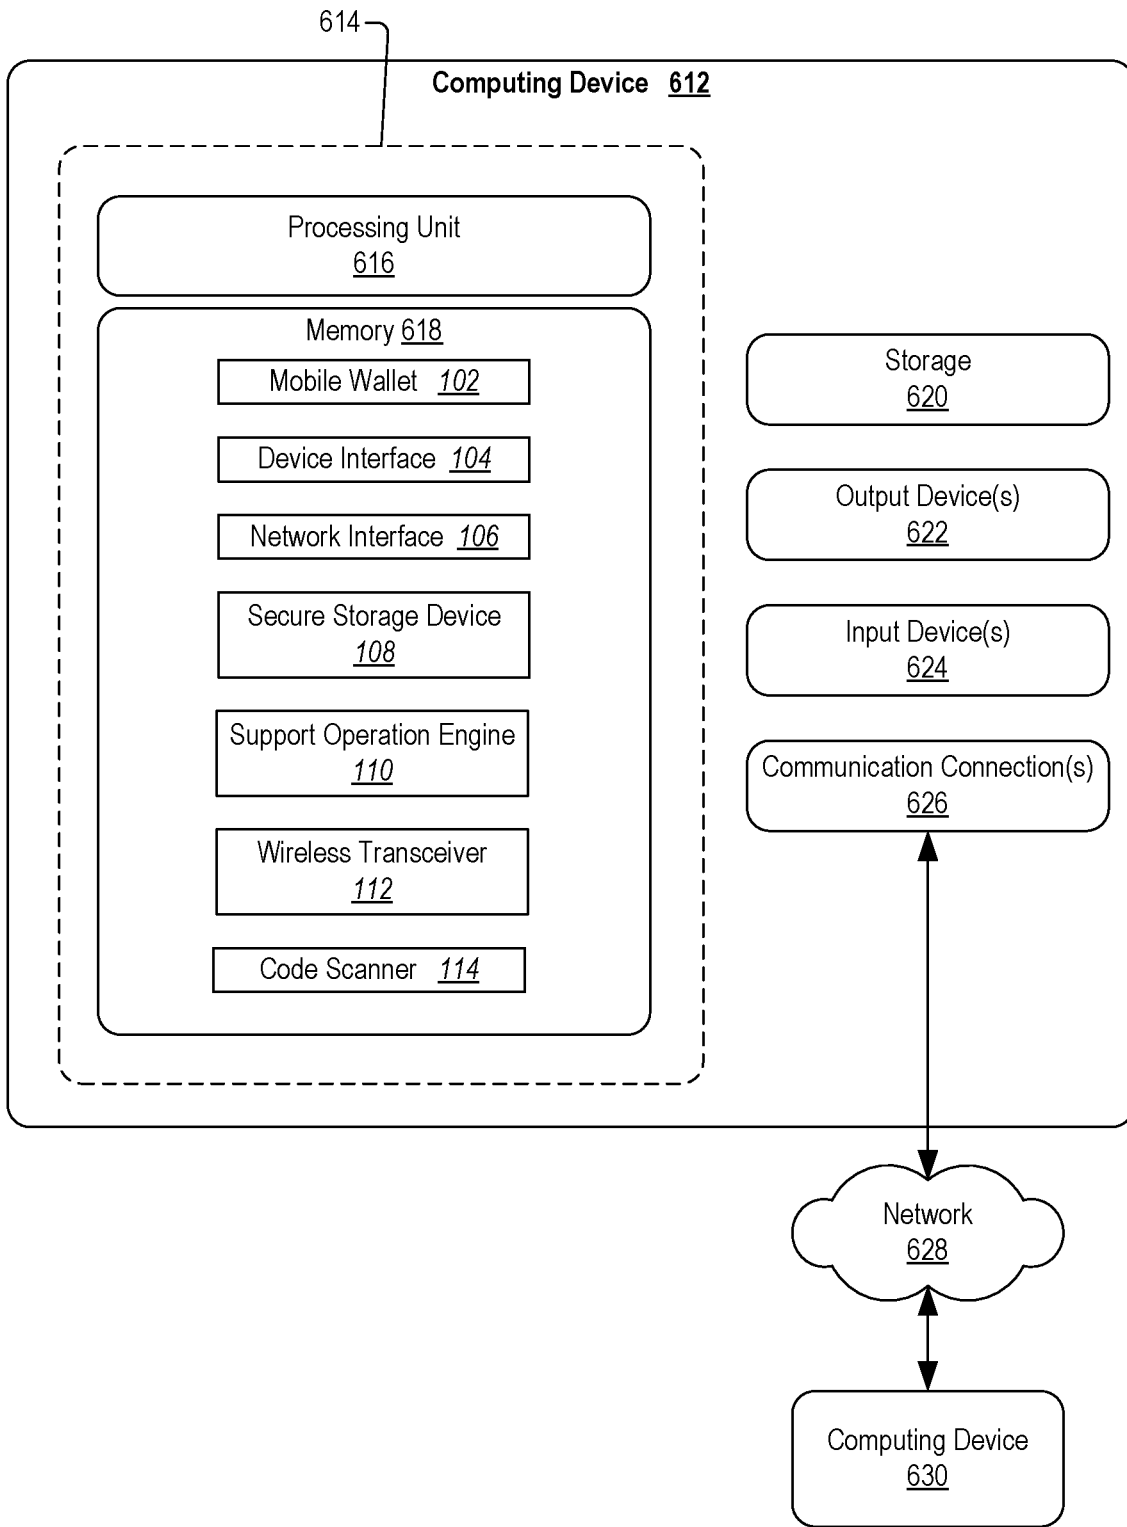 614
Computing Device 612
Processing Unit
616
Memory 618
Mobile Wallet 102
Device Interface 104
Network Interface 106
Secure Storage Device
108
Support Operation Engine
110
Wireless Transceiver
112
Code Scanner 114
Storage
620
Output Device(s)
622
Input Device(s)
624
Communication Connection(s)
626
Network
628
Computing Device
630